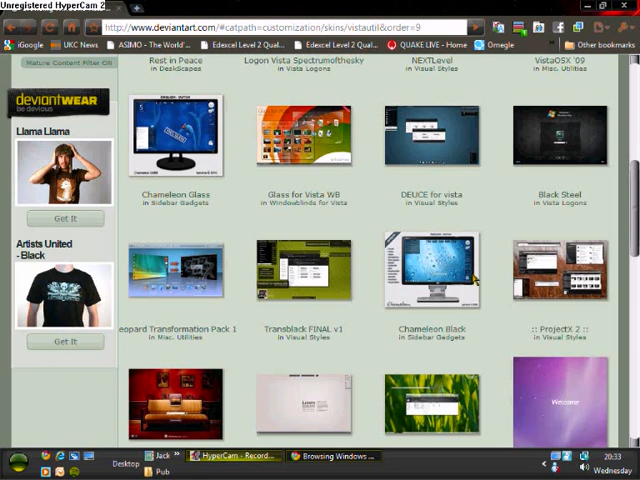 Unregistered HyperCam 2
http://www.deviantart.com/#catpath=customization/skins/vistautil&order=9
iGoogle
UKC News
ASIMO - The World'...
Edexcel Level 2 Qual...
Edexcel Level 2 Qual...
QUAKE LIVE - Home
Omegle
Other bookmarks
Mature Content Filter ON
Rest in Peace
in DeskScapes
Logon Vista Spectrumofthesky
in Vista Logons
NEXTLevel
in Visual Styles
VistaOSX '09
in Misc. Utilities
deviantWEAR
be devious
Llama Llama
Get It
Artists United
- Black
Get It
Chameleon Glass
in Sidebar Gadgets
Glass for Vista WB
in Windowblinds for Vista
DEUCE for vista
in Visual Styles
Black Steel
in Vista Logons
eopard Transformation Pack 1
in Misc. Utilities
Transblack FINAL v1
in Visual Styles
Chameleon Black
in Sidebar Gadgets
:: ProjectX 2 ::
in Visual Styles
Welcome
Desktop
Jack
Pub
HyperCam - Record...
Browsing Windows ...
20:33
Wednesday